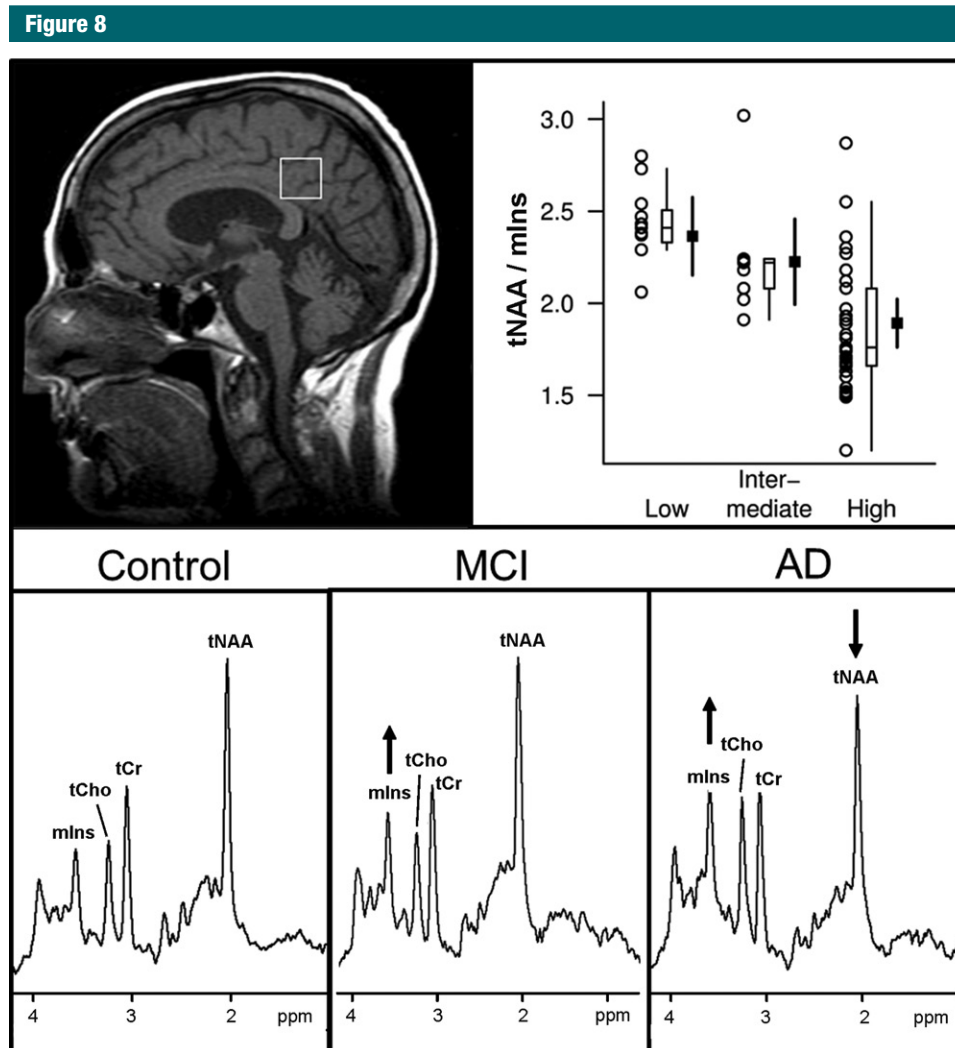 Figure 8
tNAA / mIns
3.0
2.5
2.0
1.5
Low
Inter–
mediate
High
Control
MCI
AD
tNAA
tCr
tCho
mIns
4 3 2 ppm
tNAA
tCho
mIns
tCr
4 3 2 ppm
tNAA
tCho
mIns
tCr
4 3 2 ppm